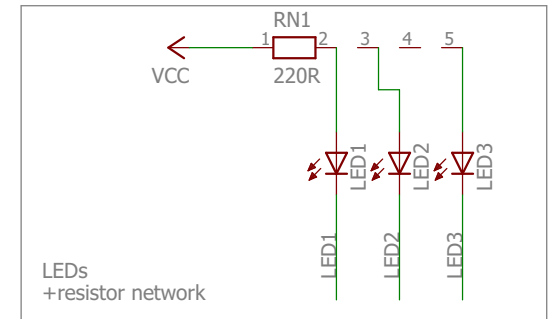 RN1
1 2 3 4 5
VCC 220R
LED1 LED2 LED3
LED1 LED2 LED3
LEDs
+resistor network